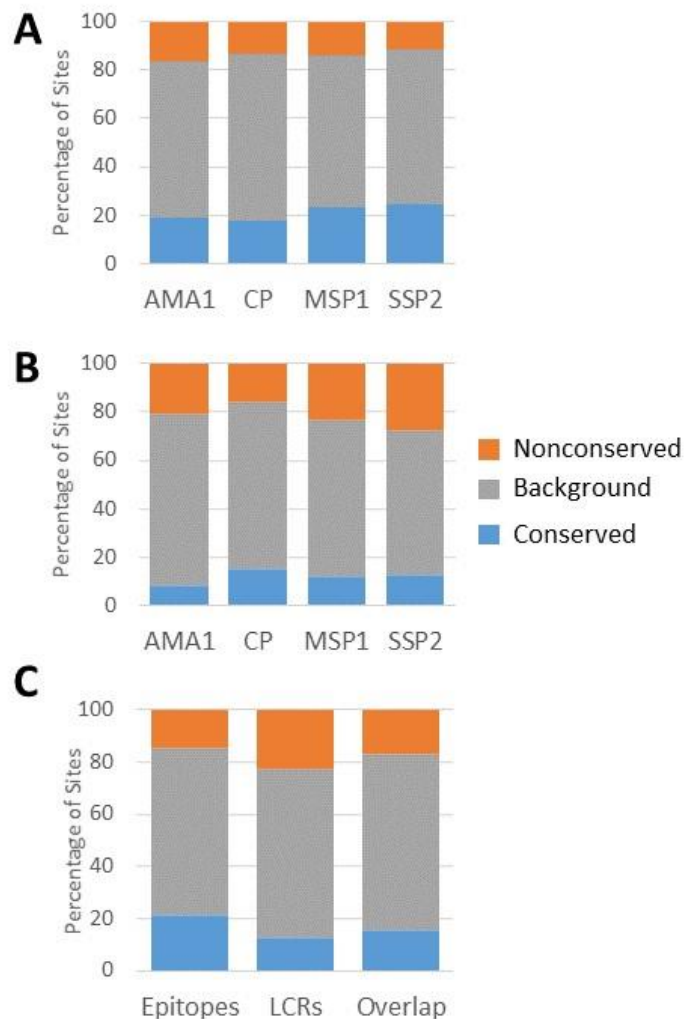 A
Percentage of Sites
100
80
60
40
20
0
AMA1 CP MSP1 SSP2
B
Percentage of Sites
100
80
60
40
20
0
AMA1 CP MSP1 SSP2
Nonconserved
Background
Conserved
C
Percentage of Sites
100
80
60
40
20
0
Epitopes LCRs Overlap